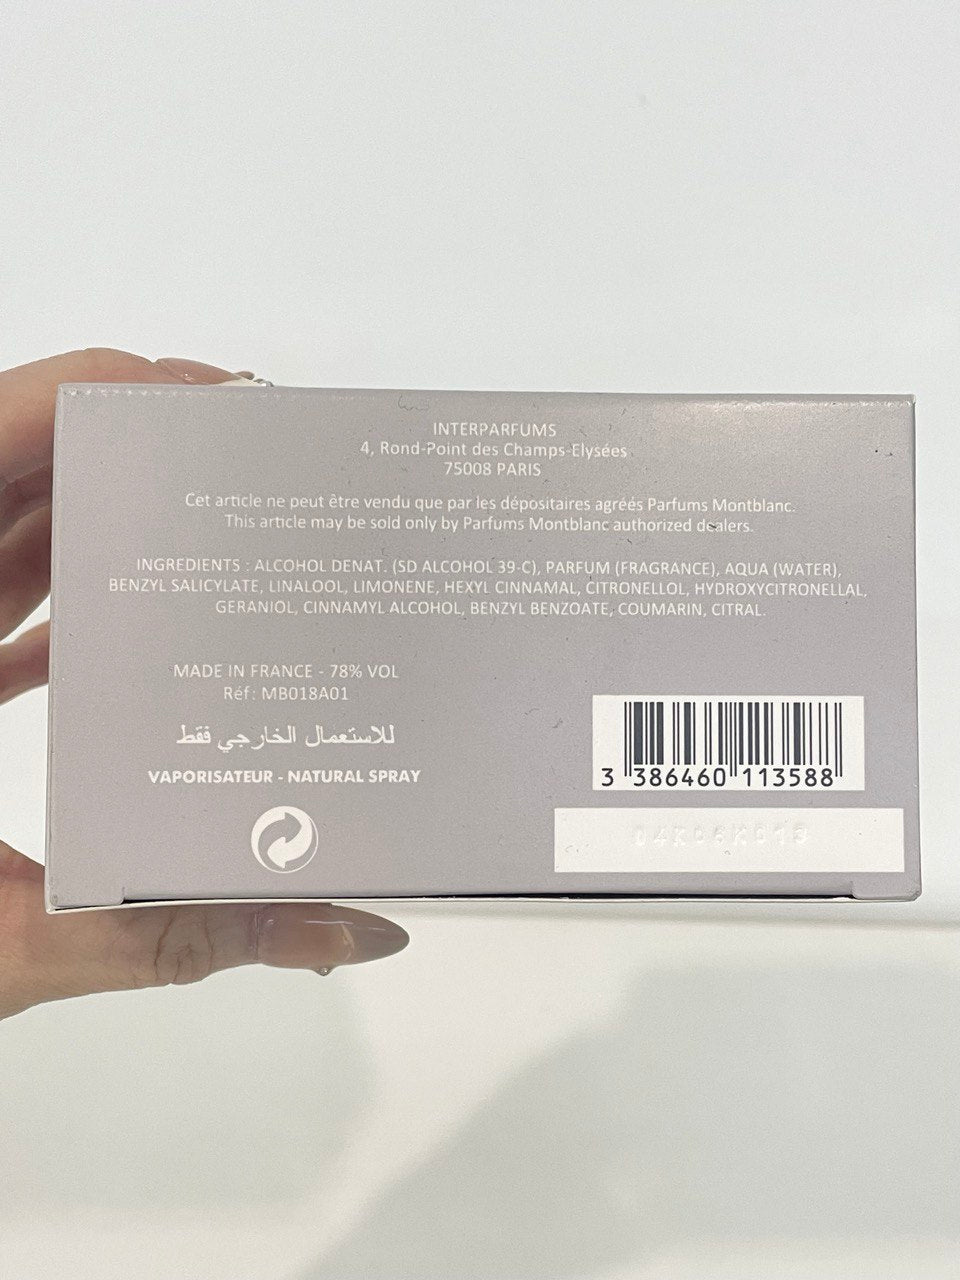 INTERPARFUMS
4, Rond-Point des Champs-Elysées
75008 PARIS
Cet article ne peut être vendu que par les dépositaires agréés Parfums Montblanc.
This article may be sold only by Parfums Montblanc authorized dealers.
INGREDIENTS : ALCOHOL DENAT. (SD ALCOHOL 39-C), PARFUM (FRAGRANCE), AQUA (WATER),
BENZYL SALICYLATE, LINALOOL, LIMONENE, HEXYL CINNAMAL, CITRONELLOL, HYDROXYCITRONELLAL,
GERANIOL, CINNAMYL ALCOHOL, BENZYL BENZOATE, COUMARIN, CITRAL.
MADE IN FRANCE - 78% VOL
Réf : MB018A01
للاستعمال الخارجي فقط
VAPORISATEUR - NATURAL SPRAY
3 386460 113588